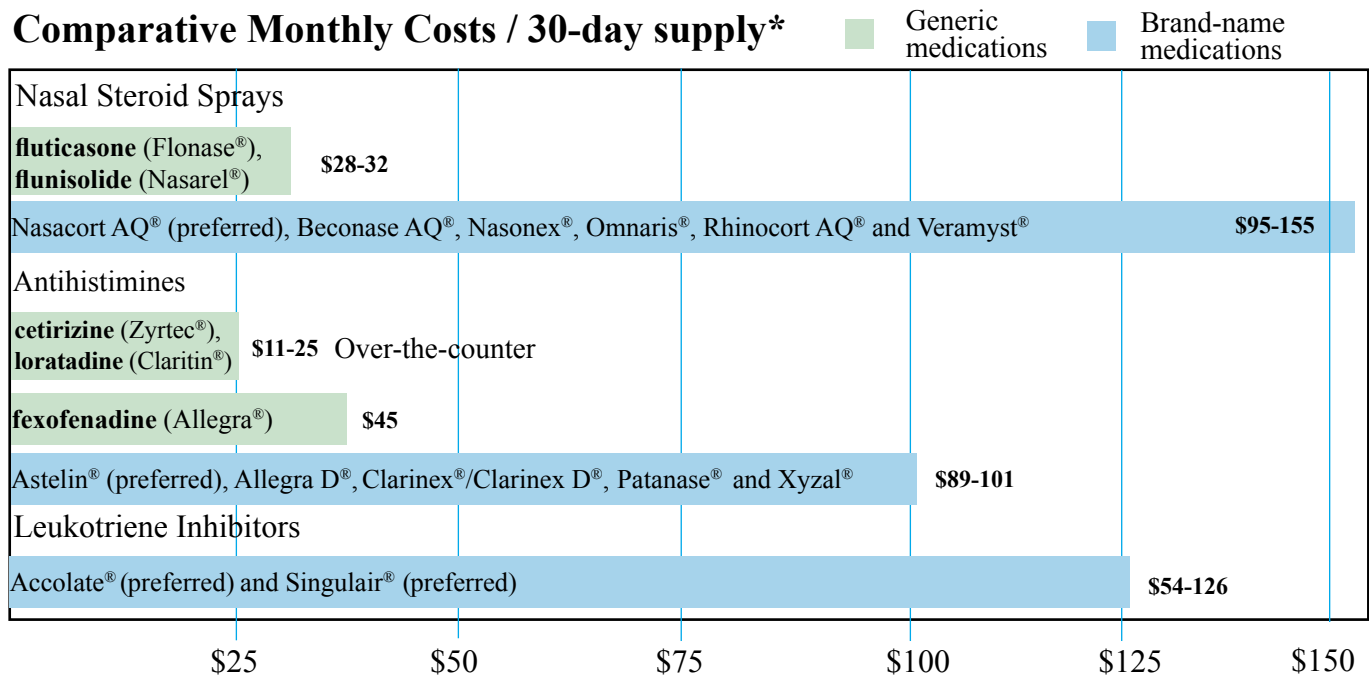 Comparative Monthly Costs / 30-day supply*
Generic
medications
Brand-name
medications
Nasal Steroid Sprays
fluticasone (Flonase®),
flunisolide (Nasarel®)
$28-32
Nasacort AQ® (preferred), Beconase AQ®, Nasonex®, Omnaris®, Rhinocort AQ® and Veramyst®
$95-155
Antihistimines
cetirizine (Zyrtec®),
loratadine (Claritin®)
$11-25 Over-the-counter
fexofenadine (Allegra®)
$45
Astelin® (preferred), Allegra D®, Clarinex®/Clarinex D®, Patanase® and Xyzal®
$89-101
Leukotriene Inhibitors
Accolate® (preferred) and Singulair® (preferred)
$54-126
$25 $50 $75 $100 $125 $150